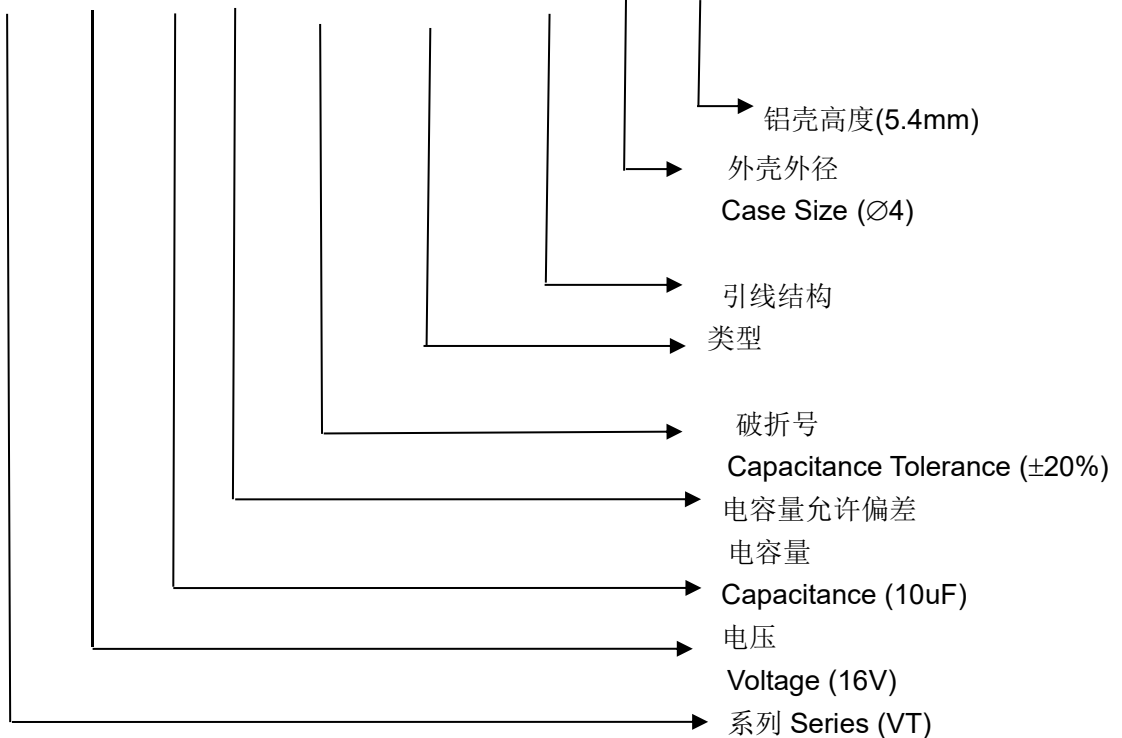 铝壳高度(5.4mm)
外壳外径
Case Size (∅4)
引线结构
类型
破折号
Capacitance Tolerance (±20%)
电容量允许偏差
电容量
Capacitance (10uF)
电压
Voltage (16V)
系列 Series (VT)